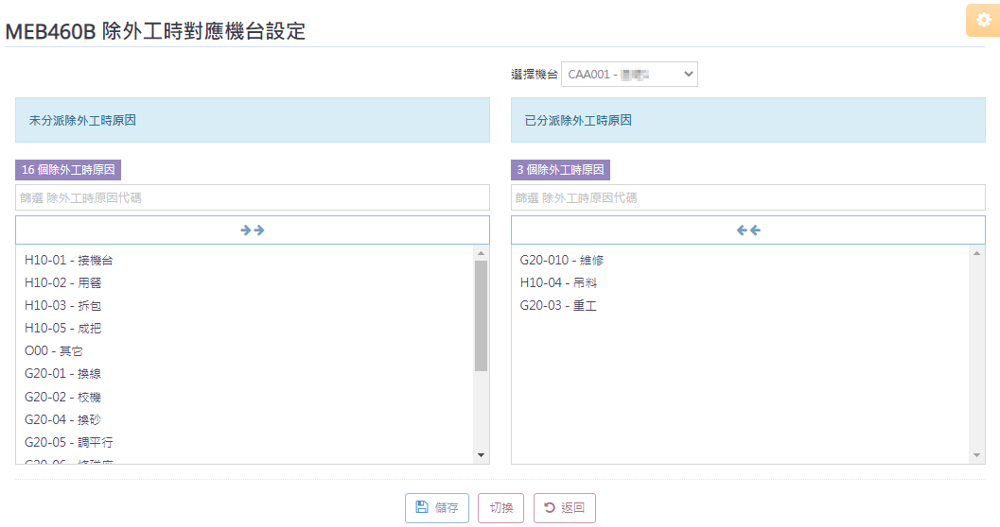 MEB460B 除外工時對應機台設定
選擇機台 CAA001 -
未分派除外工時原因
已分派除外工時原因
16 個除外工時原因
3 個除外工時原因
篩選 除外工時原因代碼
篩選 除外工時原因代碼
H10-01 - 接機台
H10-02 - 用餐
H10-03 - 拆包
H10-05 - 成把
O00 - 其它
G20-01 - 換線
G20-02 - 校機
G20-04 - 換砂
G20-05 - 調平行
G20-06 -
G20-010 - 維修
H10-04 - 吊料
G20-03 - 重工
儲存 切換 返回